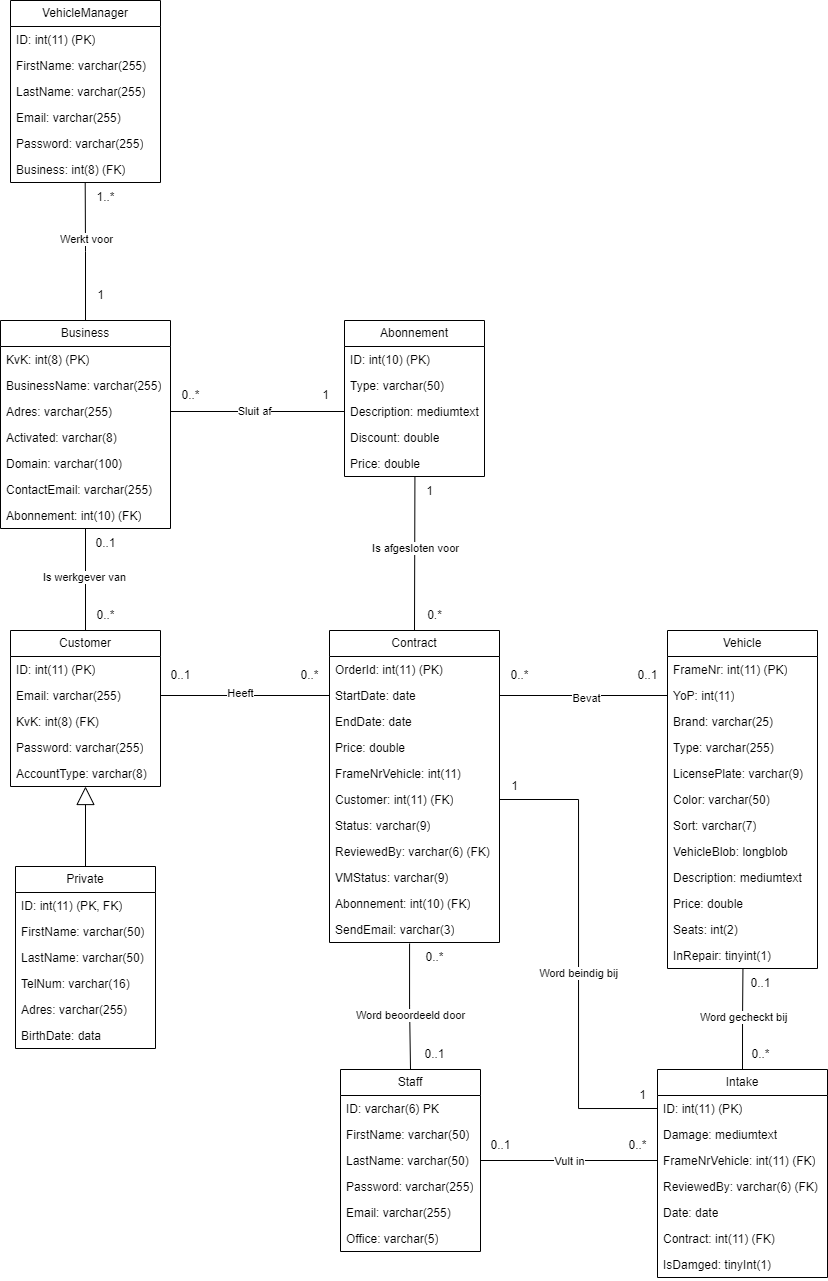 VehicleManager
ID: int(11) (PK)
FirstName: varchar(255)
LastName: varchar(255)
Email: varchar(255)
Password: varchar(255)
Business: int(8) (FK)
1..*
Werkt voor
1
Business
KvK: int(8) (PK)
BusinessName: varchar(255)
Adres: varchar(255)
Activated: varchar(8)
Domain: varchar(100)
ContactEmail: varchar(255)
Abonnement: int(10) (FK)
0..*
Sluit af
1
Abonnement
ID: int(10) (PK)
Type: varchar(50)
Description: mediumtext
Discount: double
Price: double
0..1
Is werkgever van
0..*
1
Is afgesloten voor
0.*
Customer
ID: int(11) (PK)
Email: varchar(255)
KvK: int(8) (FK)
Password: varchar(255)
AccountType: varchar(8)
0..1
Heeft
0..*
Contract
OrderId: int(11) (PK)
StartDate: date
EndDate: date
Price: double
FrameNrVehicle: int(11)
Customer: int(11) (FK)
Status: varchar(9)
ReviewedBy: varchar(6) (FK)
VMStatus: varchar(9)
Abonnement: int(10) (FK)
SendEmail: varchar(3)
0..*
Bevat
0..1
Vehicle
FrameNr: int(11) (PK)
YoP: int(11)
Brand: varchar(25)
Type: varchar(255)
LicensePlate: varchar(9)
Color: varchar(50)
Sort: varchar(7)
VehicleBlob: longblob
Description: mediumtext
Price: double
Seats: int(2)
InRepair: tinyint(1)
Private
ID: int(11) (PK, FK)
FirstName: varchar(50)
LastName: varchar(50)
TelNum: varchar(16)
Adres: varchar(255)
BirthDate: data
0..*
Word beoordeeld door
0..1
1
Word beindig bij
1
0..1
Word gecheckt bij
0..*
Staff
ID: varchar(6) PK
FirstName: varchar(50)
LastName: varchar(50)
Password: varchar(255)
Email: varchar(255)
Office: varchar(5)
0..1
Vult in
0..*
Intake
ID: int(11) (PK)
Damage: mediumtext
FrameNrVehicle: int(11) (FK)
ReviewedBy: varchar(6) (FK)
Date: date
Contract: int(11) (FK)
IsDamged: tinyInt(1)